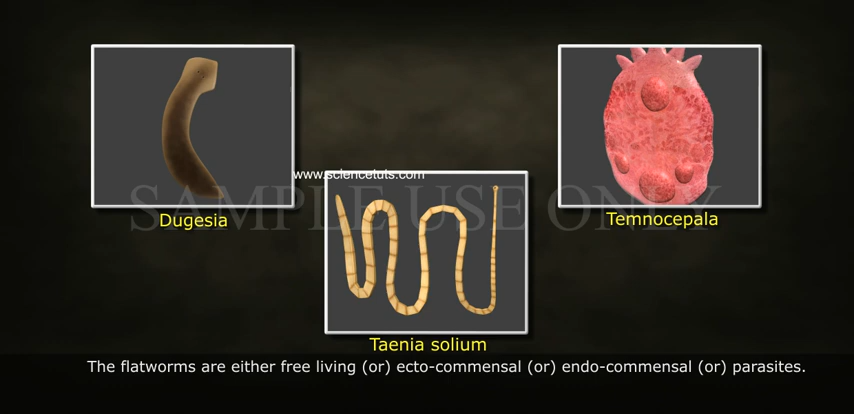 www.sciencetuts.com
SAMPLE USE ONLY
Dugesia
Temnocepala
Taenia solium
The flatworms are either free living (or) ecto-commensal (or) endo-commensal (or) parasites.